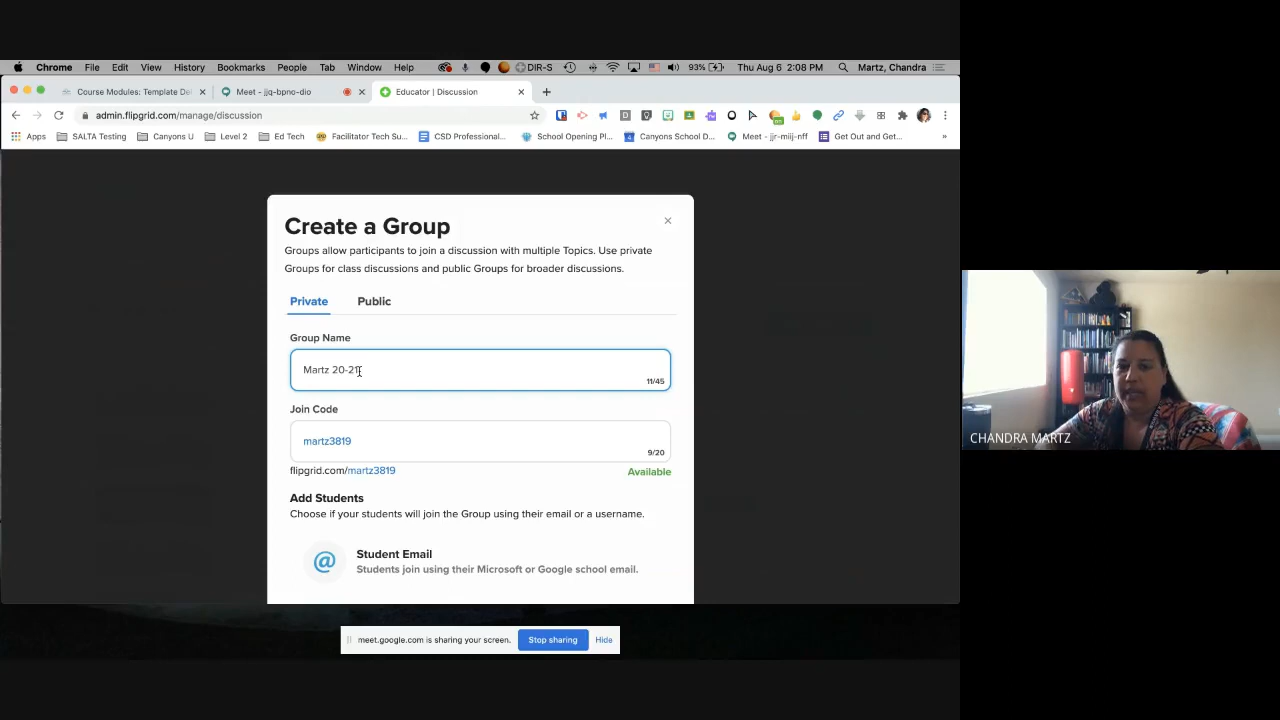 Chrome File Edit View History Bookmarks People Tab Window Help DIR-S 93% Thu Aug 6 2:08 PM Martz, Chandra
Course Modules: Template De Meet - jjq-bpno-dio Educator | Discussion
admin.flipgrid.com/manage/discussion
Apps SALTA Testing Canyons U Level 2 Ed Tech Facilitator Tech Su... CSD Professional... School Opening Pl... Canyons School D... Meet - jjr-miij-nff Get Out and Get... »
Create a Group
Groups allow participants to join a discussion with multiple Topics. Use private
Groups for class discussions and public Groups for broader discussions.
Private Public
Group Name
Martz 20-21
11/45
Join Code
martz3819
9/20
flipgrid.com/martz3819 Available
Add Students
Choose if your students will join the Group using their email or a username.
@ Student Email
Students join using their Microsoft or Google school email.
meet.google.com is sharing your screen. Stop sharing Hide
CHANDRA MARTZ